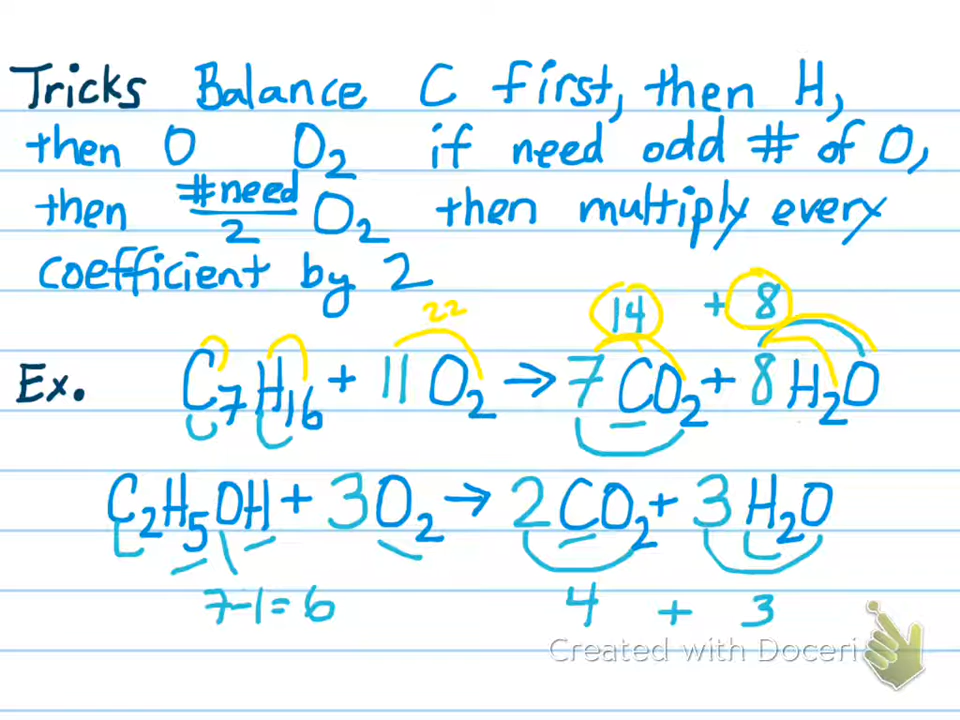 Tricks Balance C first, then H,
then O O₂ if need odd # of O,
then #need/2 O₂ then multiply every
coefficient by 2
22 14 + 8
Ex. C₇H₁₆ + 11 O₂ → 7 CO₂ + 8 H₂O
C₂H₅OH + 3O₂ → 2CO₂ + 3H₂O
7-1=6 4 + 3
Created with Doceri